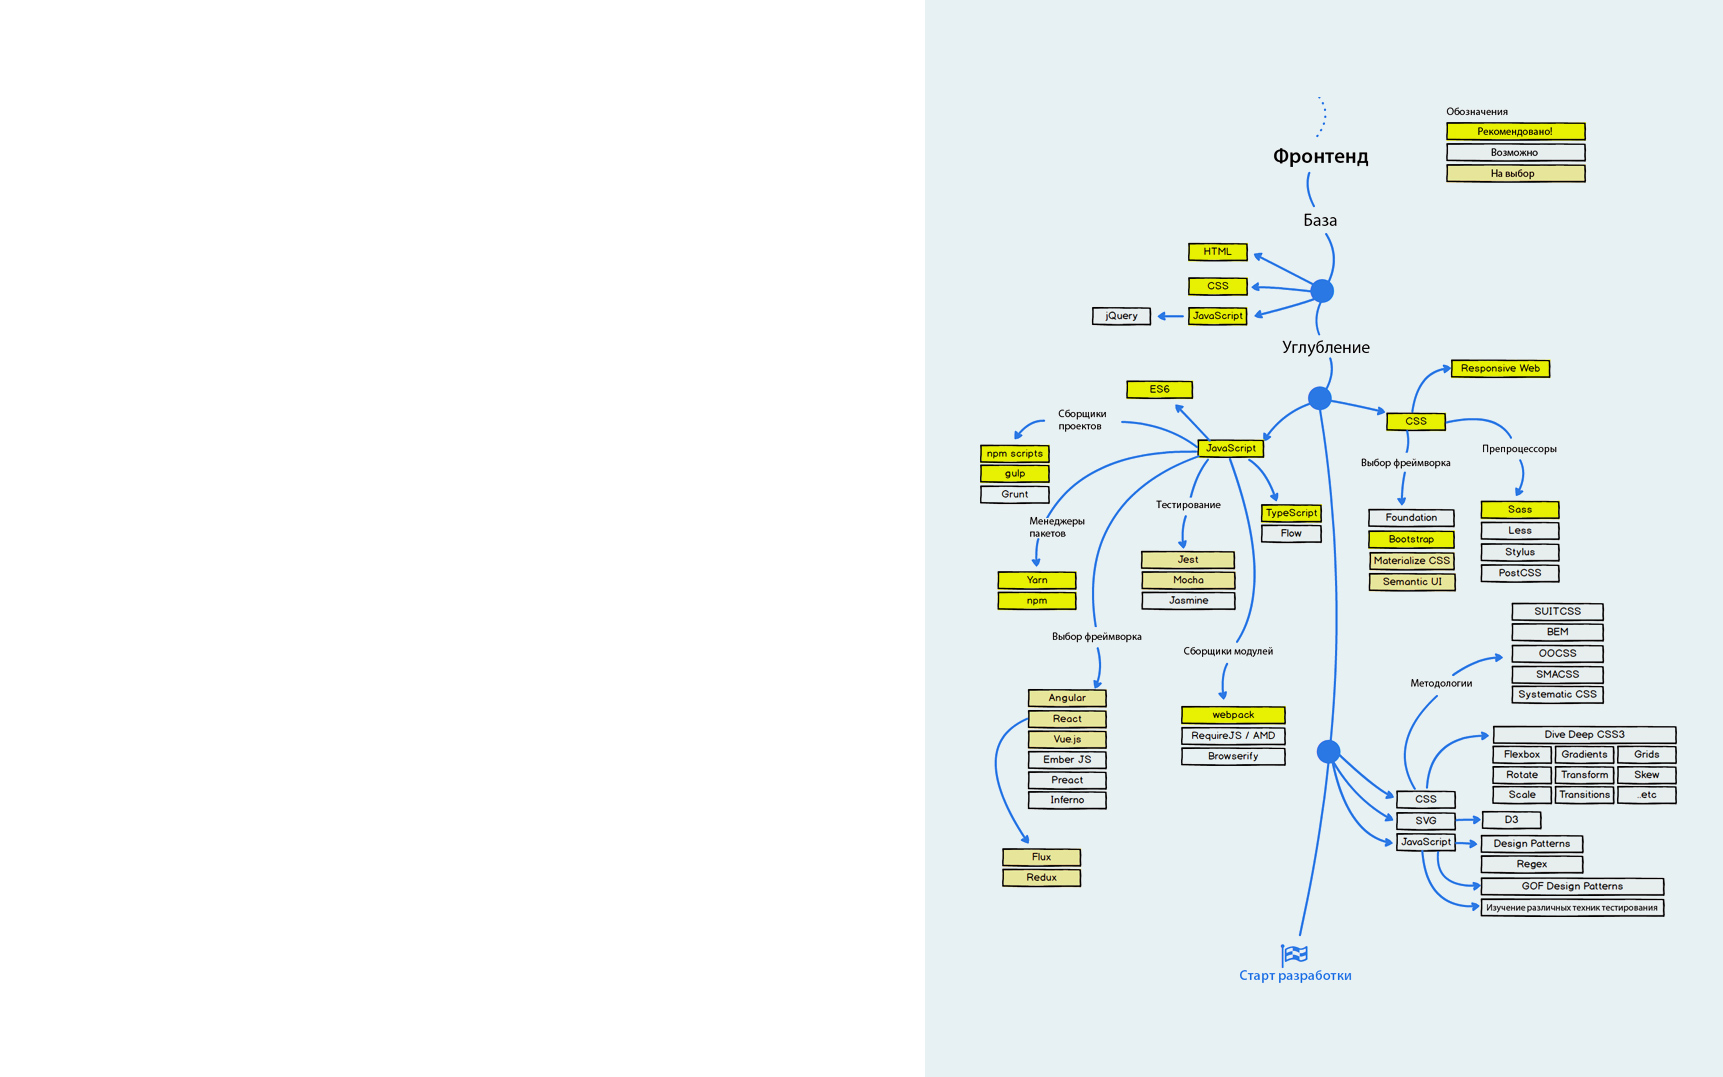 Обозначения
Рекомендовано!
Возможно
На выбор
Фронтенд
База
HTML
CSS
JavaScript
jQuery
Углубление
Responsive Web
CSS
Выбор фреймворка
Препроцессоры
Foundation
Bootstrap
Materialize CSS
Semantic UI
Sass
Less
Stylus
PostCSS
ES6
JavaScript
Сборщики
проектов
npm scripts
gulp
Grunt
Менеджеры
пакетов
Yarn
npm
Тестирование
Jest
Mocha
Jasmine
TypeScript
Flow
Выбор фреймворка
Angular
React
Vue.js
Ember JS
Preact
Inferno
Flux
Redux
Сборщики модулей
webpack
RequireJS / AMD
Browserify
Методологии
SUITCSS
BEM
OOCSS
SMACSS
Systematic CSS
Dive Deep CSS3
Flexbox Gradients Grids
Rotate Transform Skew
Scale Transitions ..etc
CSS
SVG
D3
JavaScript
Design Patterns
Regex
GOF Design Patterns
Изучение различных техник тестирования
Старт разработки